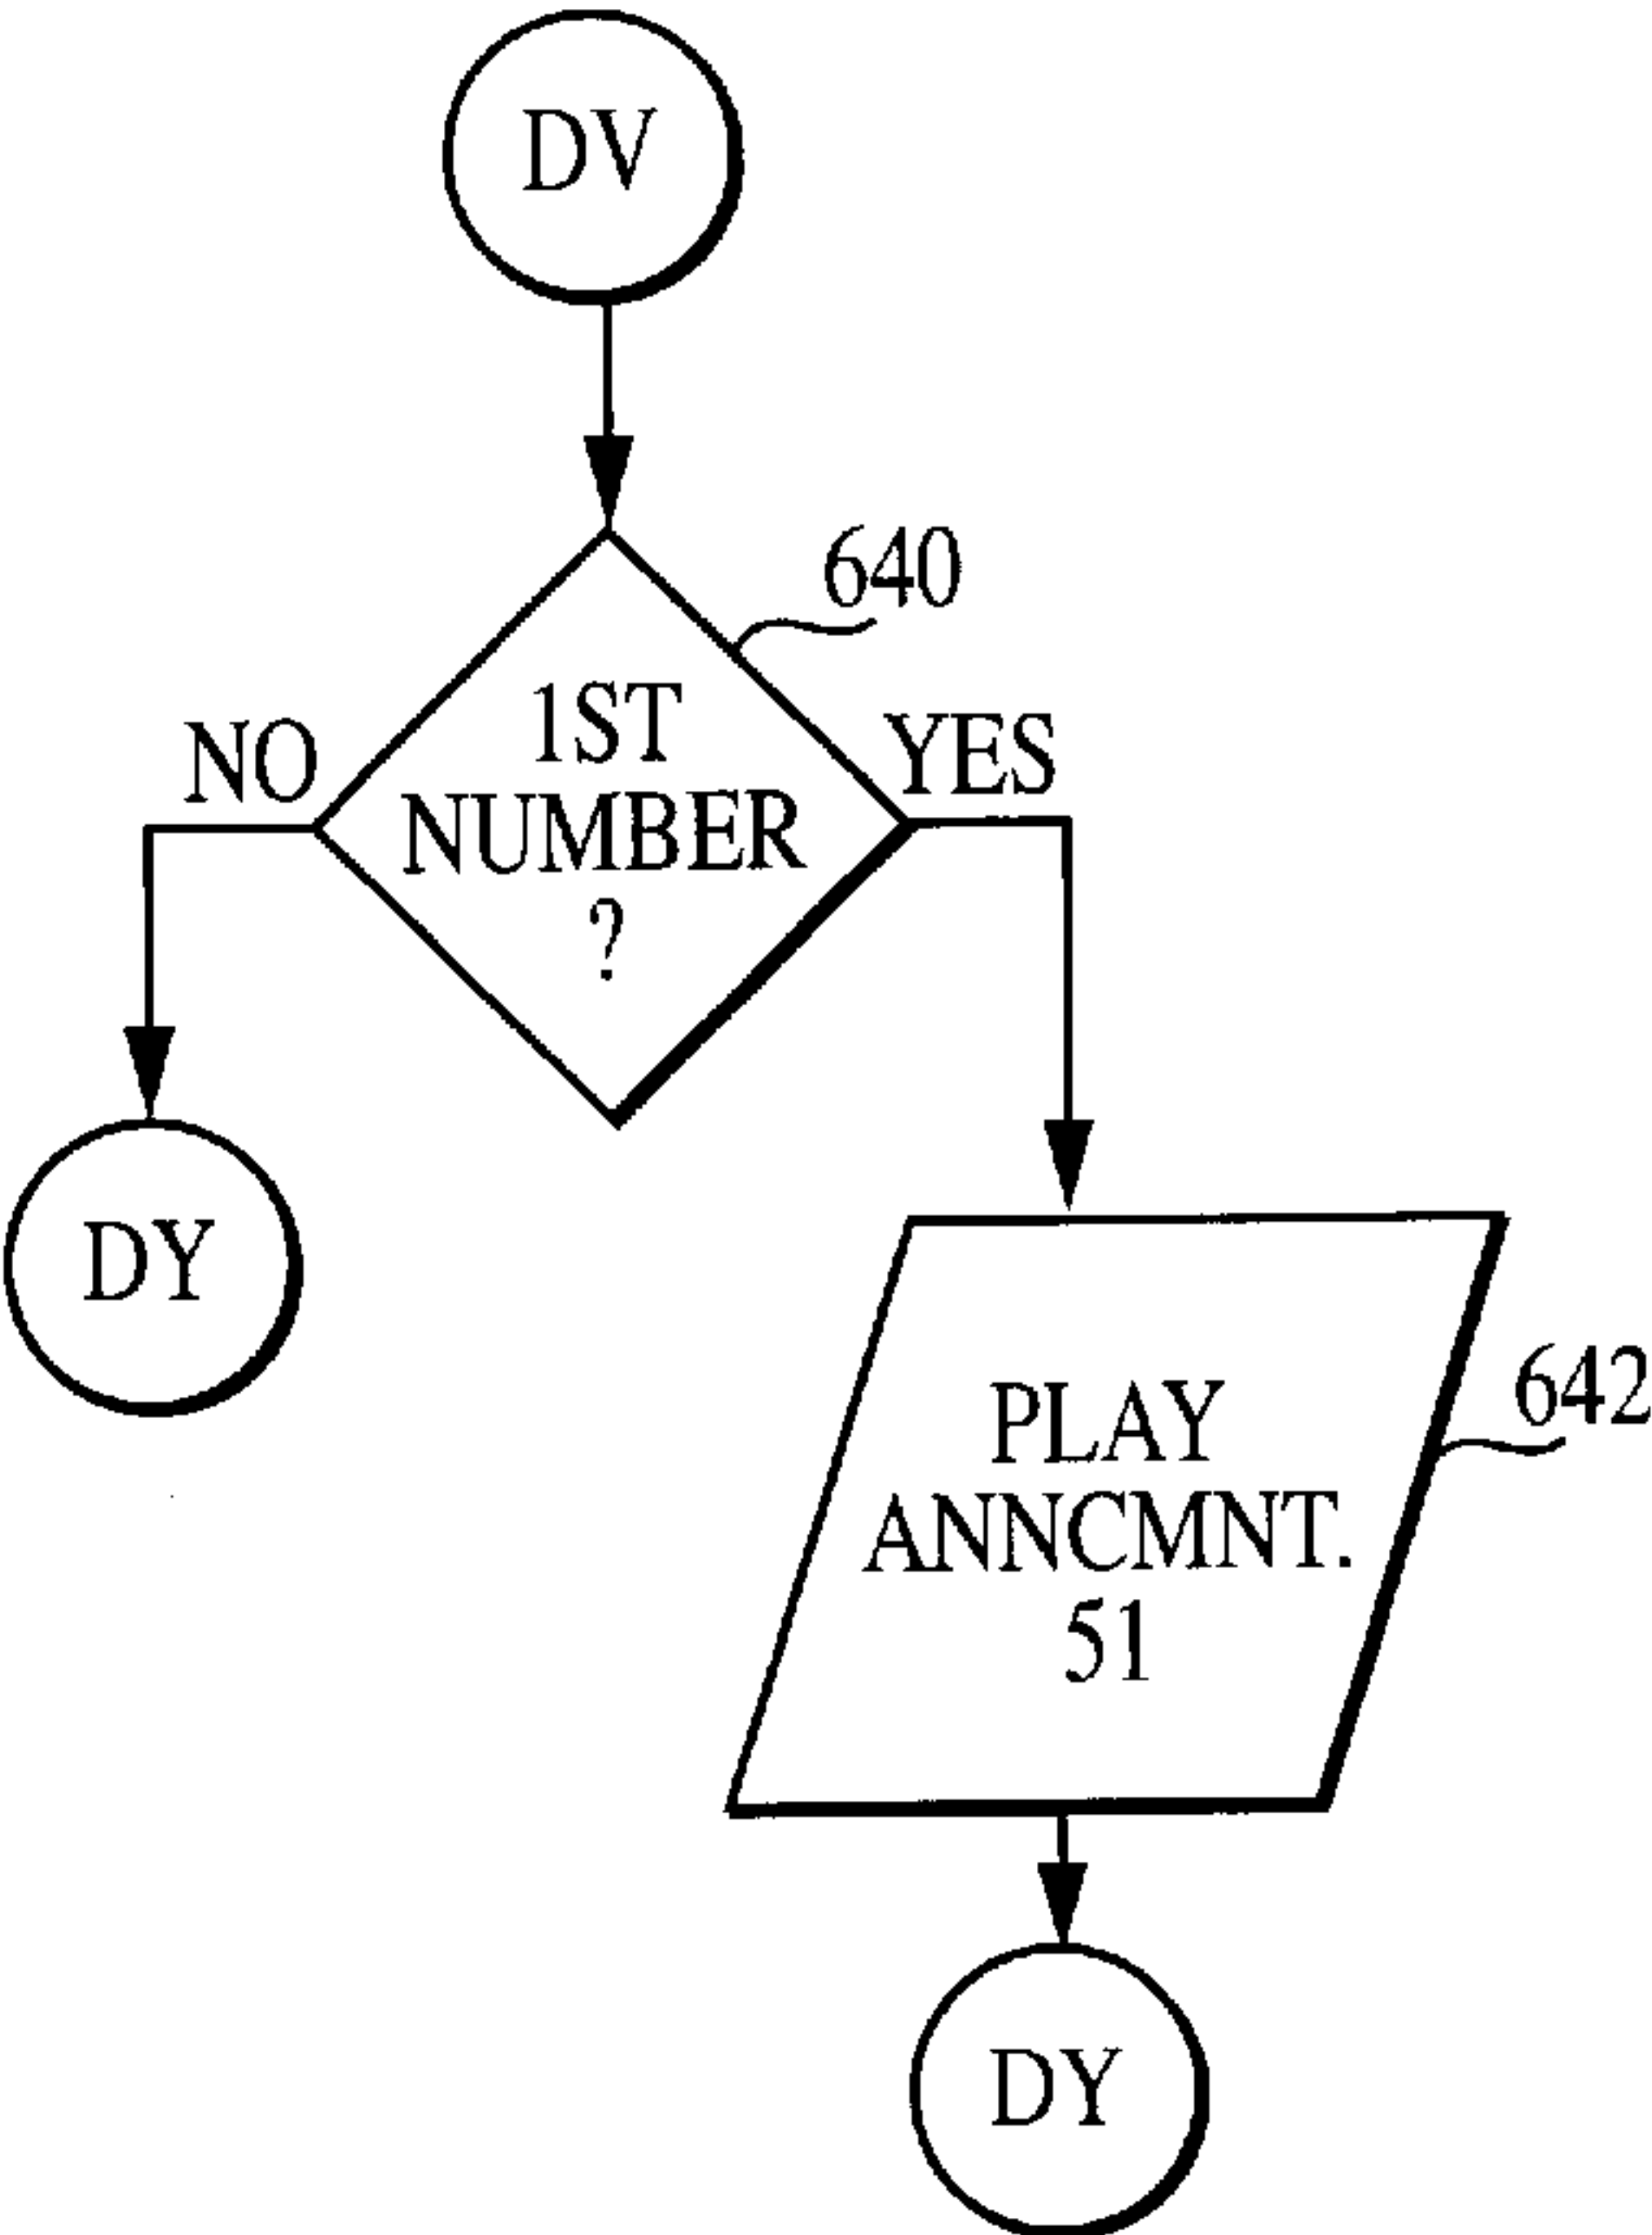 DV
640
1ST
NUMBER
?
NO
YES
DY
PLAY
ANNCMNT.
51
642
DY